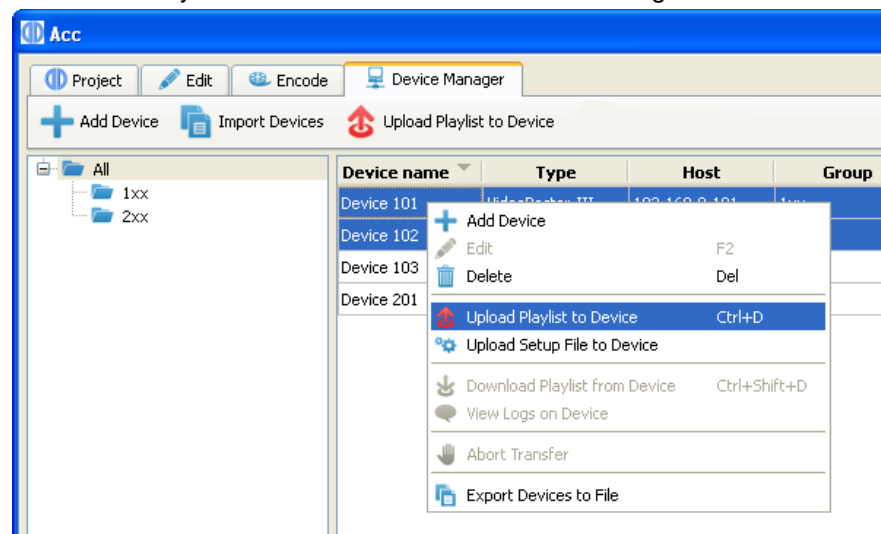 Acc
Project Edit Encode Device Manager
Add Device Import Devices Upload Playlist to Device
All
1xx
2xx
Device name Type Host Group
Device 101
Device 102
Device 103
Device 201
Add Device
Edit F2
Delete Del
Upload Playlist to Device Ctrl+D
Upload Setup File to Device
Download Playlist from Device Ctrl+Shift+D
View Logs on Device
Abort Transfer
Export Devices to File